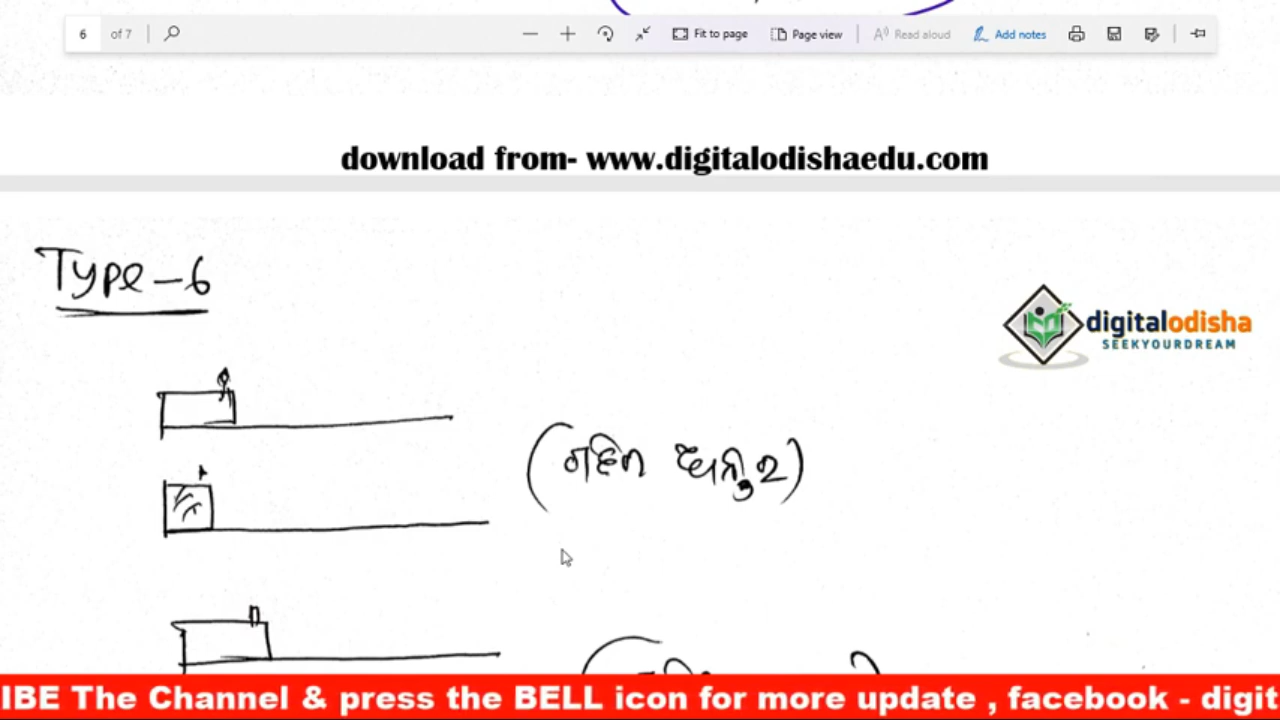 6 of 7 Fit to page Page view Read aloud Add notes
download from- www.digitalodishaedu.com
Type-6
digitalodisha
SEEKYOURDREAM
IBE The Channel & press the BELL icon for more update , facebook - digit